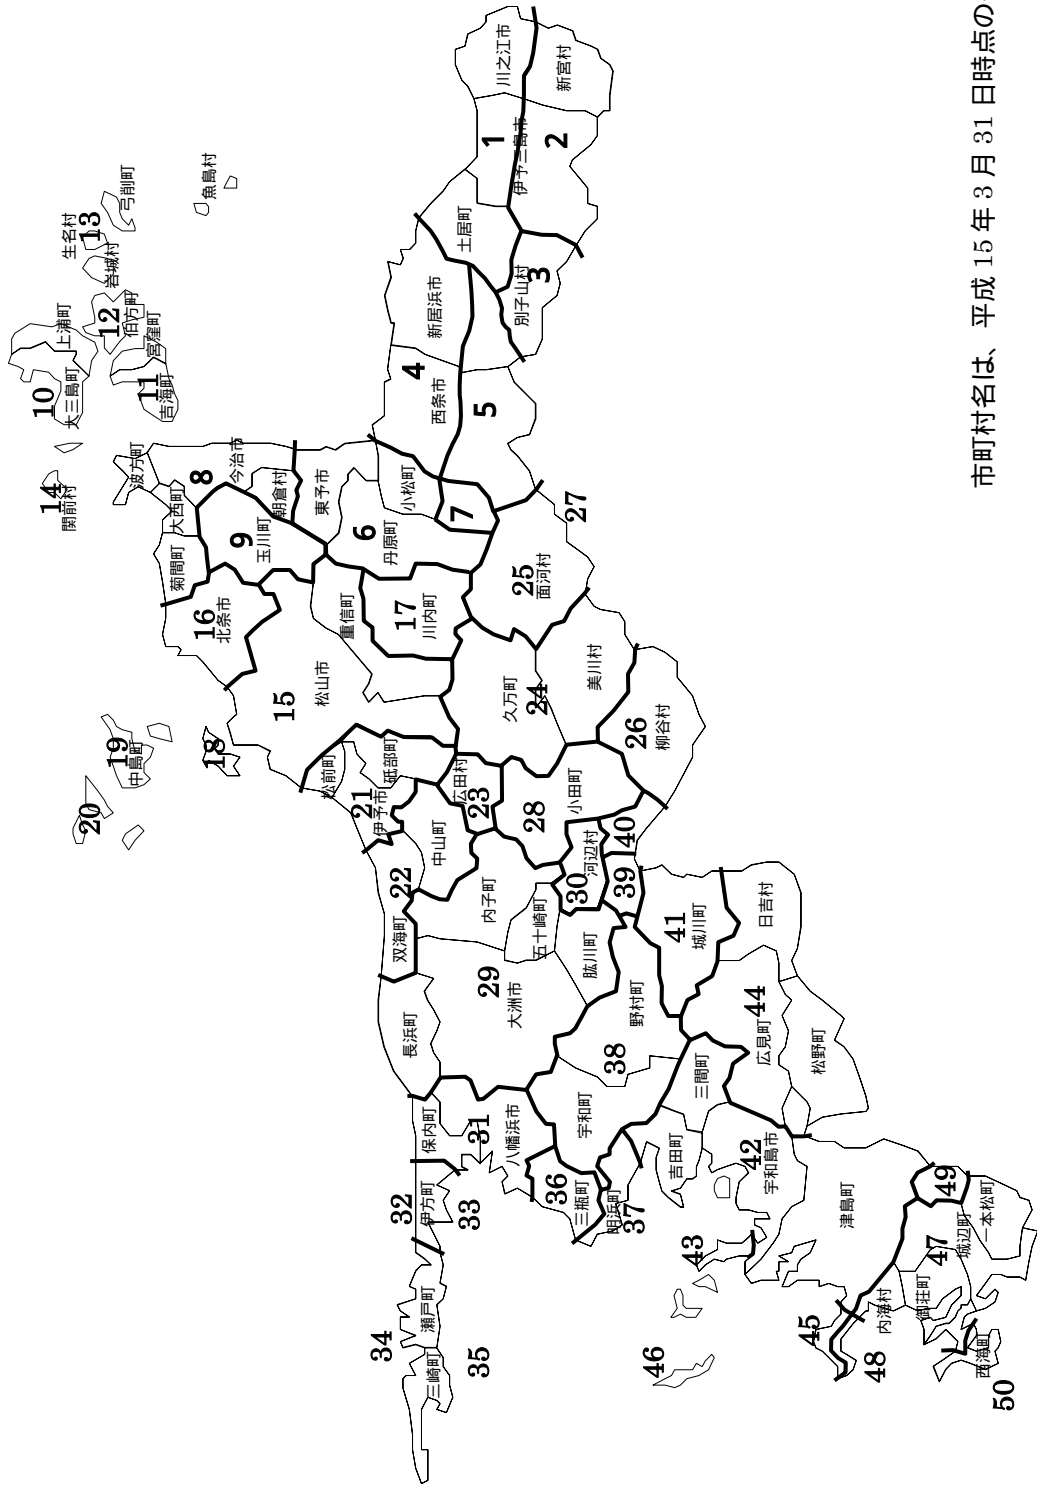 市町村名は、平成 15 年 3 月 31 日時点の
川之江市
新宮村
1
伊予三島市
2
土居町
別子山村
3
新居浜市
4
西条市
5
魚島村
弓削町
生名村
13
岩城村
上浦町
12
伯方町
宮窪町
10
大三島町
11
吉海町
14
関前村
波方町
大西町
8
今治市
朝倉村
菊間町
9
玉川町
東予市
小松町
6
丹原町
7
27
16
北条市
重信町
17
川内町
25
面河村
15
松山市
久万町
24
美川村
26
柳谷村
18
19
中島町
20
松前町
砥部町
21
伊予市
広田村
23
28
小田町
22
中山町
双海町
内子町
五十崎町
30
河辺村
39
40
41
城川町
日吉村
29
大洲市
肱川町
長浜町
38
野村町
44
広見町
松野町
保内町
31
八幡浜市
宇和町
三間町
32
伊方町
33
36
三瓶町
明浜町
37
吉田町
42
宇和島市
43
津島町
49
一本松町
47
城辺町
御荘町
内海村
45
48
46
34
瀬戸町
三崎町
35
西海町
50